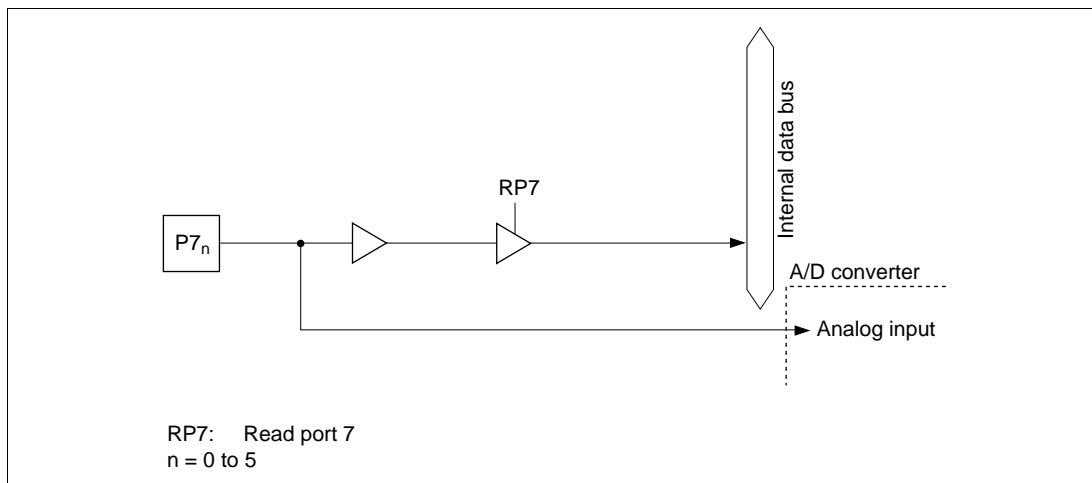 RP7
P7n
Internal data bus
A/D converter
Analog input
RP7: Read port 7
n = 0 to 5